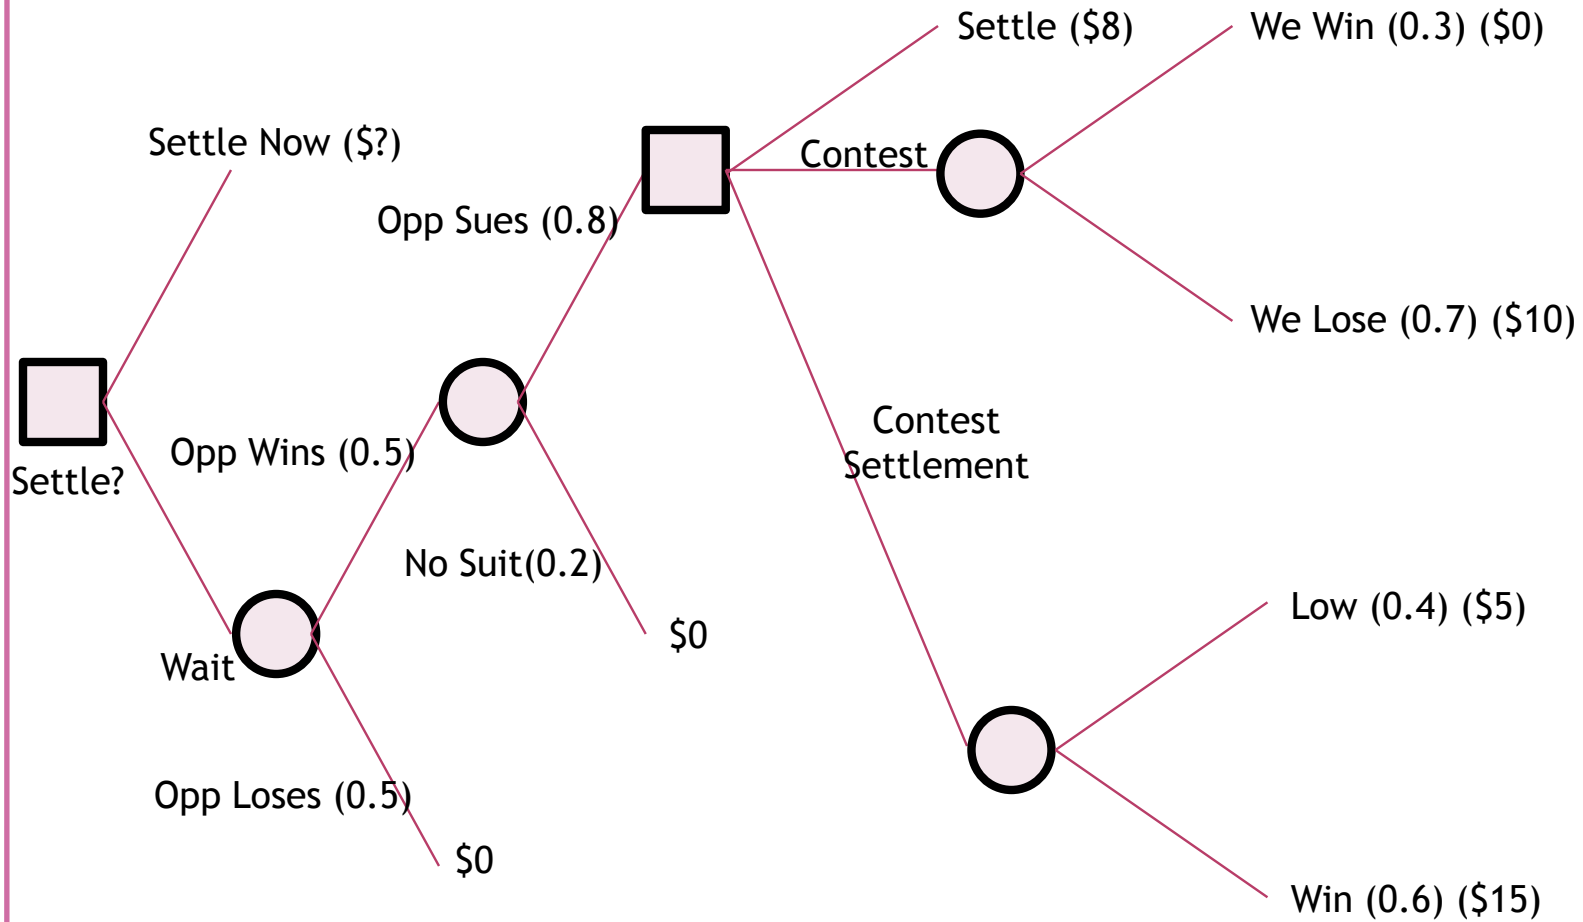 Settle ($8)
We Win (0.3) ($0)
Settle Now ($?)
Contest
Opp Sues (0.8)
We Lose (0.7) ($10)
Contest
Settlement
Opp Wins (0.5)
Settle?
No Suit(0.2)
Low (0.4) ($5)
$0
Wait
Opp Loses (0.5)
$0
Win (0.6) ($15)